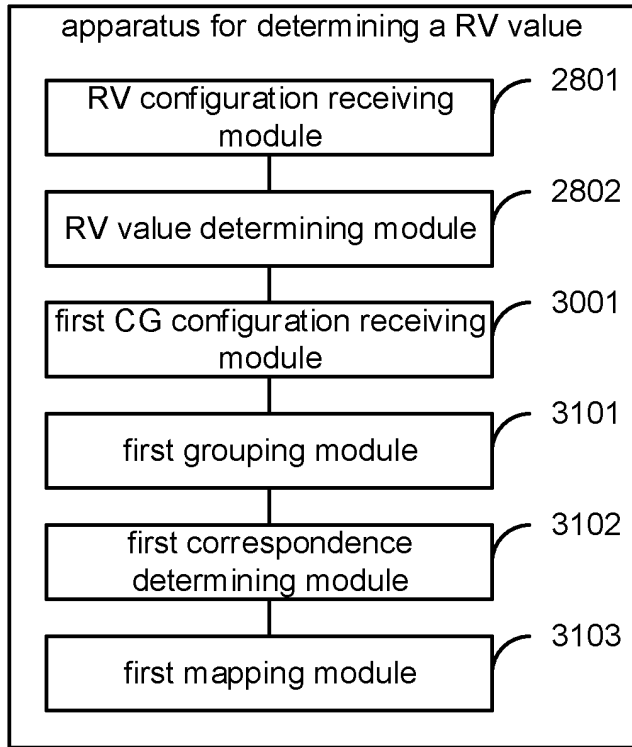 apparatus for determining a RV value
2801
RV configuration receiving
module
2802
RV value determining module
3001
first CG configuration receiving
module
3101
first grouping module
3102
first correspondence
determining module
3103
first mapping module